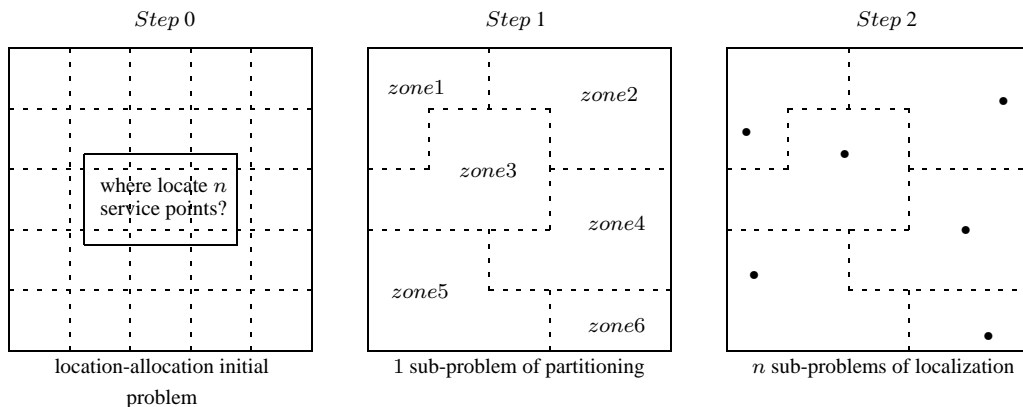 Step 0
Step 1
Step 2
zone1
zone2
zone3
where locate n
service points?
zone4
zone5
zone6
location-allocation initial
problem
1 sub-problem of partitioning
n sub-problems of localization